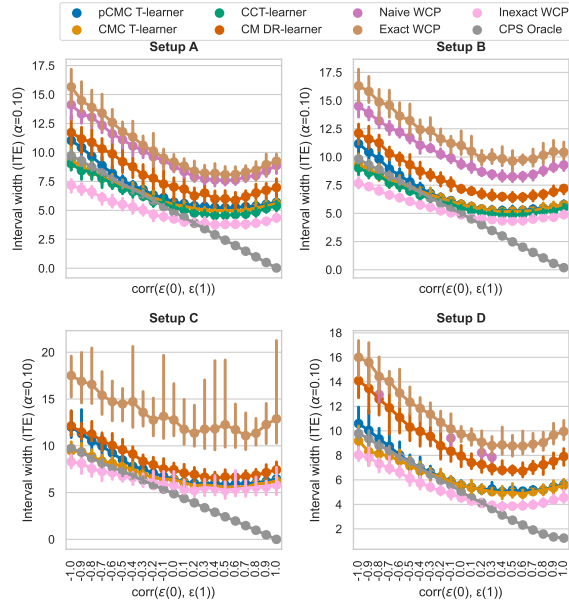 pCMC T-learner CCT-learner Naive WCP Inexact WCP
CMC T-learner CM DR-learner Exact WCP CPS Oracle
Setup A
Setup B
Interval width (ITE) (α=0.10)
17.5
15.0
12.5
10.0
7.5
5.0
2.5
0.0
corr(ε(0), ε(1))
Interval width (ITE) (α=0.10)
17.5
15.0
12.5
10.0
7.5
5.0
2.5
0.0
corr(ε(0), ε(1))
Setup C
Setup D
Interval width (ITE) (α=0.10)
20
15
10
5
0
-1.0 -0.9 -0.8 -0.7 -0.6 -0.5 -0.4 -0.3 -0.2 -0.1 0.0 0.1 0.2 0.3 0.4 0.5 0.6 0.7 0.8 0.9 1.0
corr(ε(0), ε(1))
Interval width (ITE) (α=0.10)
18
16
14
12
10
8
6
4
2
-1.0 -0.9 -0.8 -0.7 -0.6 -0.5 -0.4 -0.3 -0.2 -0.1 0.0 0.1 0.2 0.3 0.4 0.5 0.6 0.7 0.8 0.9 1.0
corr(ε(0), ε(1))